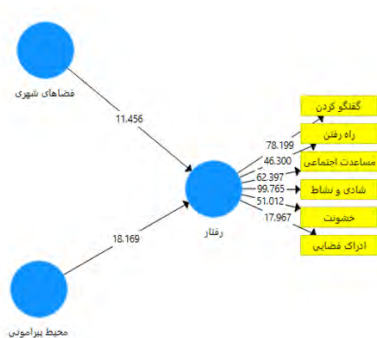 فضاهای شهری
11.456
18.169
محیط پیرامونی
رفتار
78.199
46.300
62.397
99.765
51.012
17.967
گفتگو کردن
راه رفتن
مساعدت اجتماعی
شادی و نشاط
خشونت
ادراک فضایی